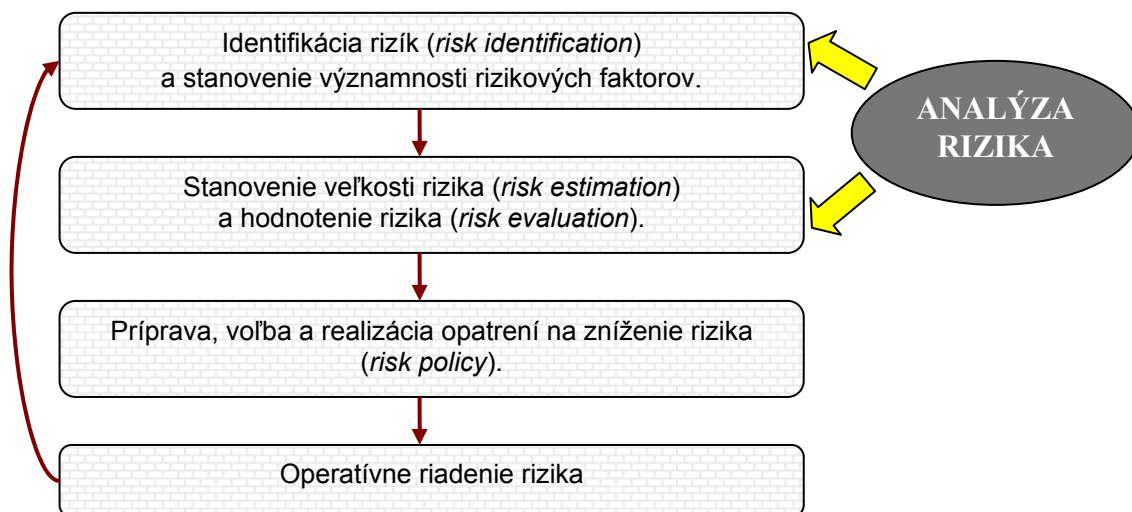 Identifikácia rizík (risk identification)
a stanovenie významnosti rizikových faktorov.
ANALÝZA
RIZIKA
Stanovenie veľkosti rizika (risk estimation)
a hodnotenie rizika (risk evaluation).
Príprava, voľba a realizácia opatrení na zníženie rizika
(risk policy).
Operatívne riadenie rizika